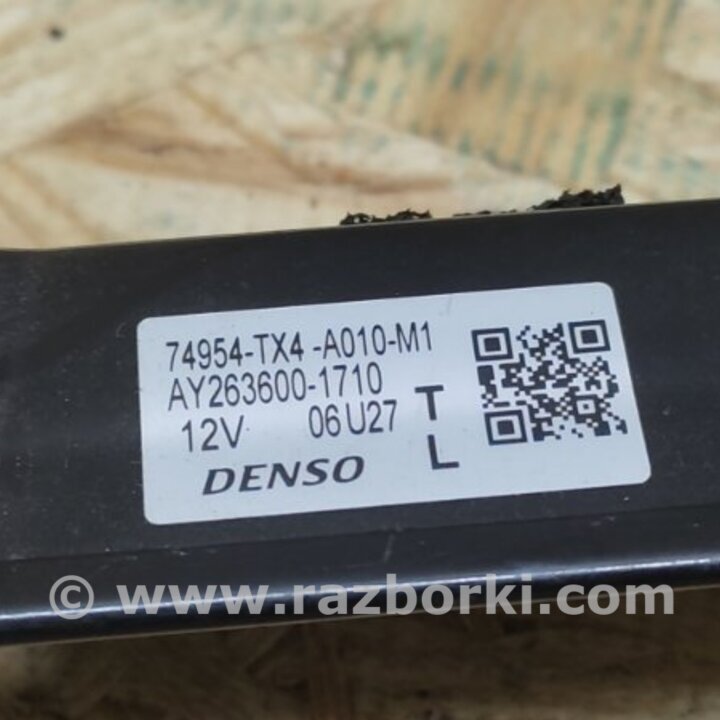 74954-TX4-A010-M1
AY263600-1710
12V 06U27
T
L
DENSO
© www.razborki.com